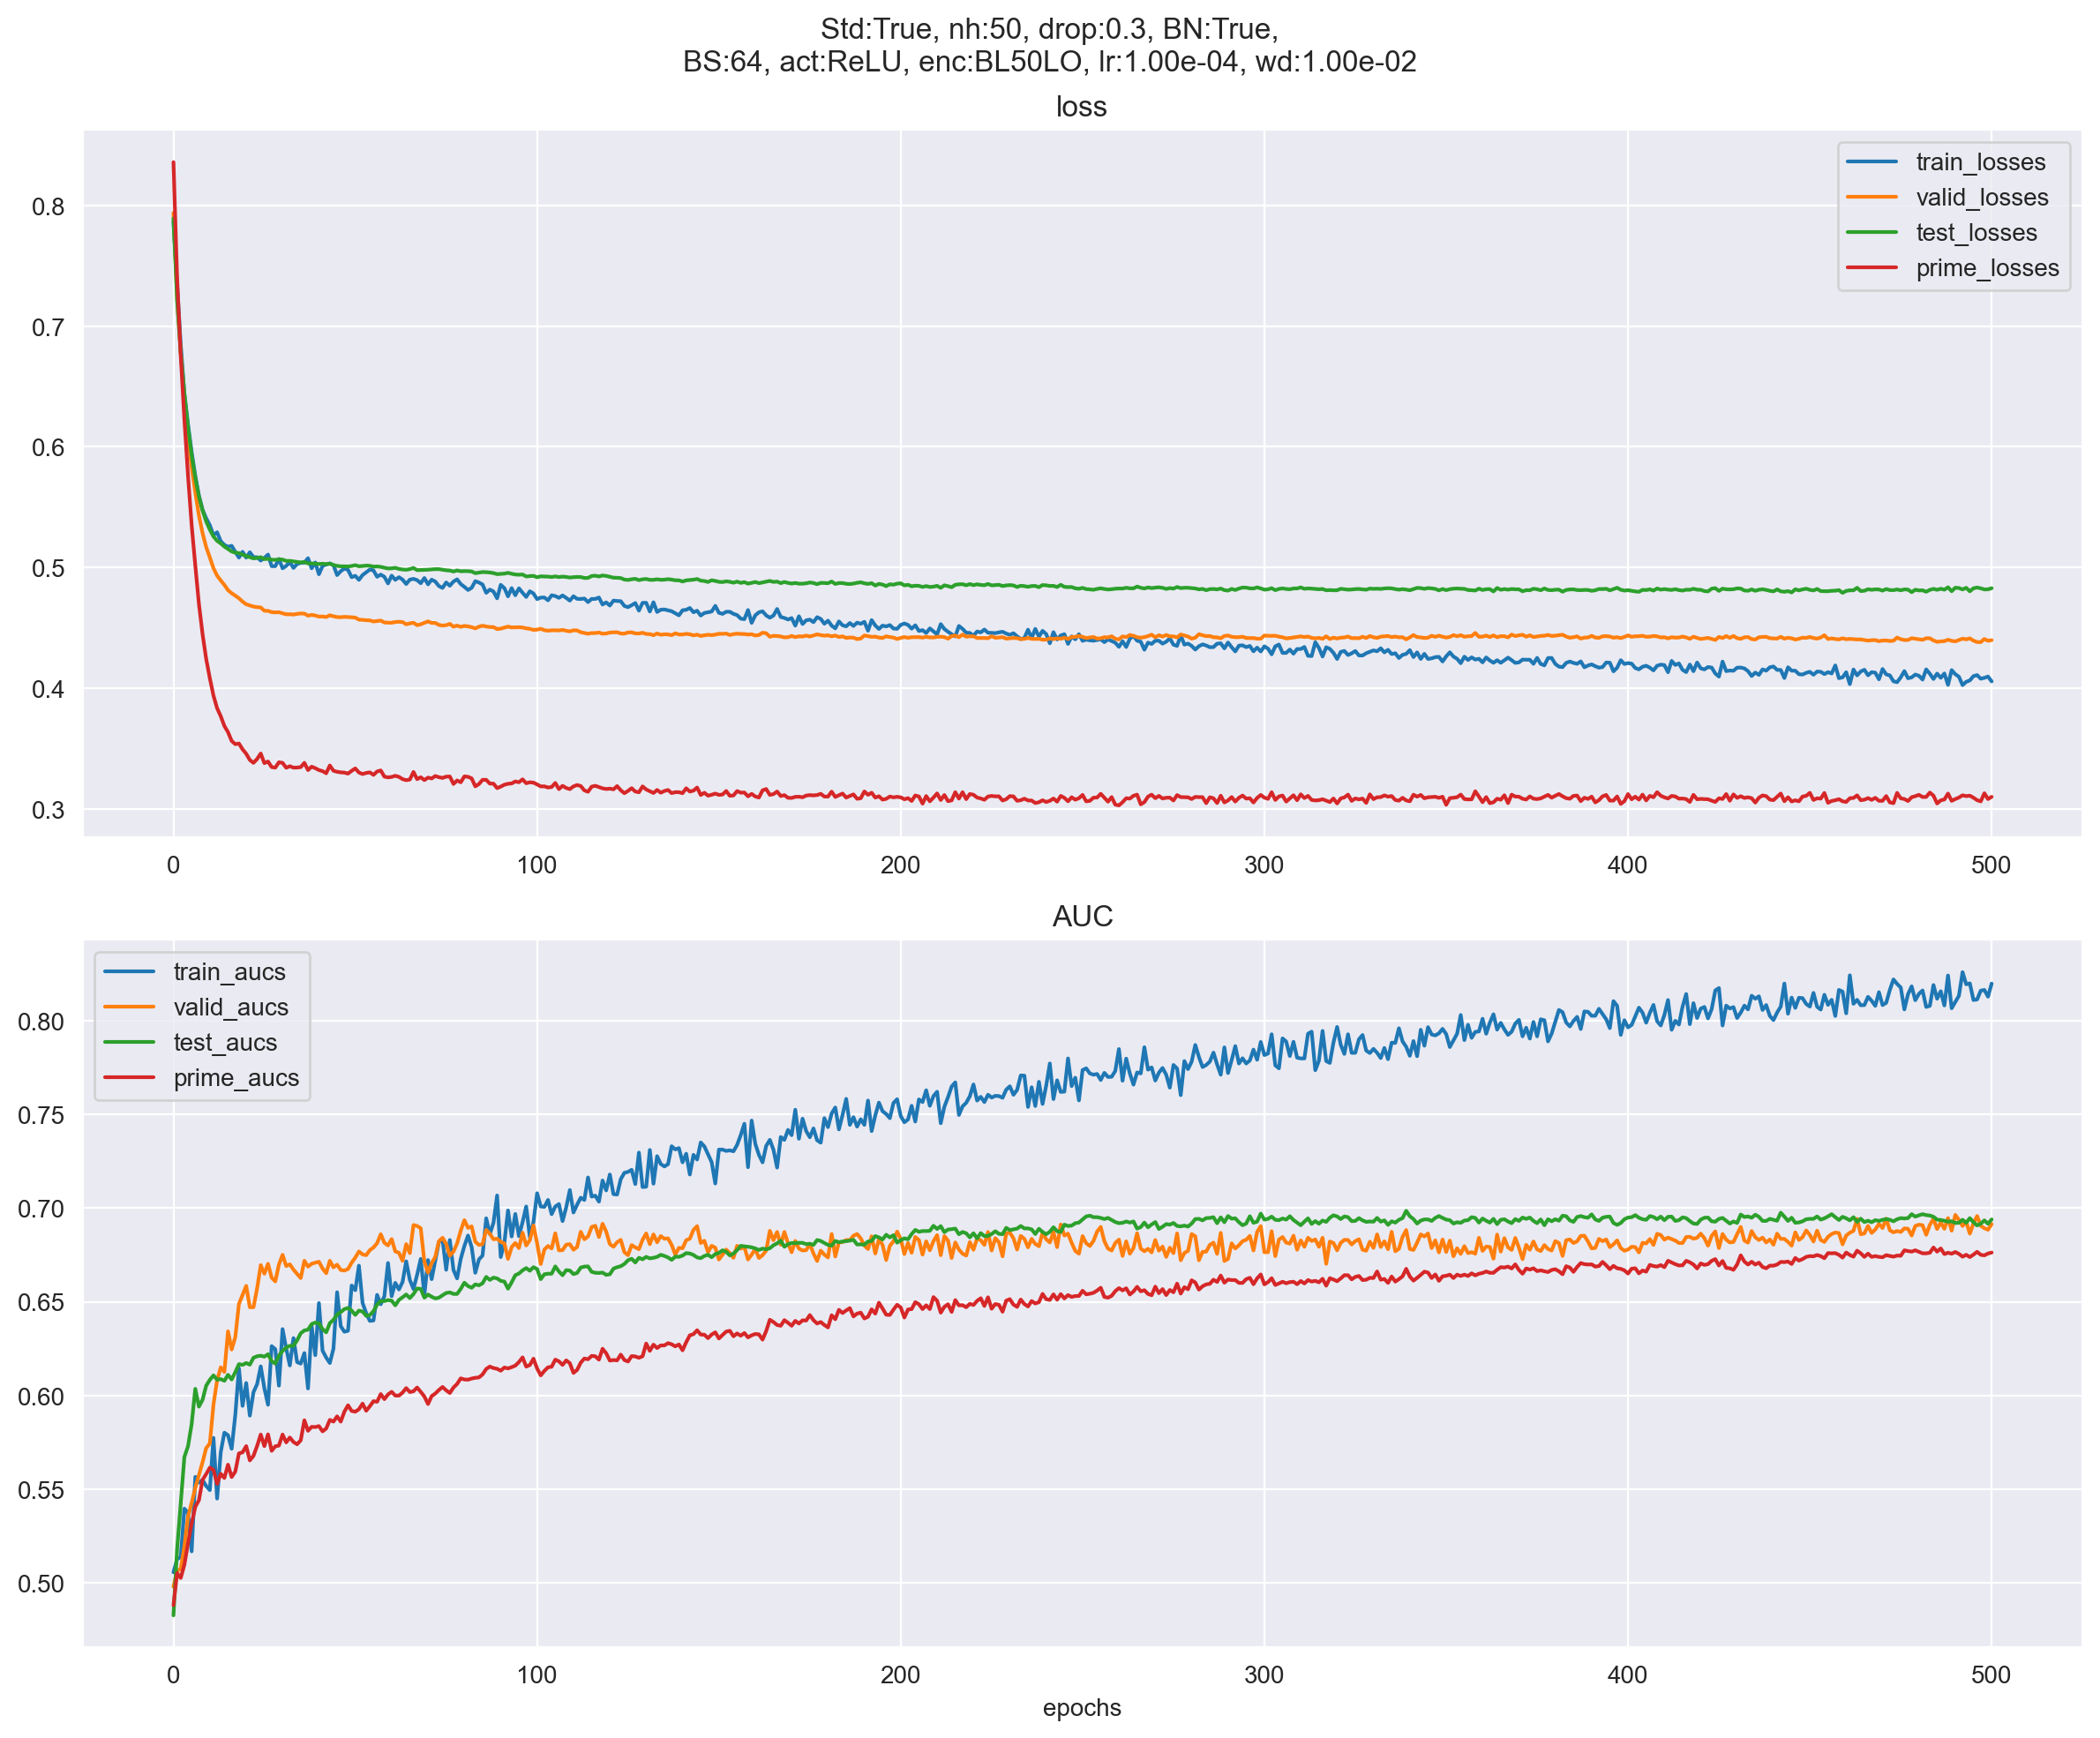 Std:True, nh:50, drop:0.3, BN:True,
BS:64, act:ReLU, enc:BL50LO, lr:1.00e-04, wd:1.00e-02
loss
train_losses
valid_losses
test_losses
prime_losses
0.8
0.7
0.6
0.5
0.4
0.3
0 100 200 300 400 500
AUC
train_aucs
valid_aucs
test_aucs
prime_aucs
0.80
0.75
0.70
0.65
0.60
0.55
0.50
0 100 200 300 400 500
epochs